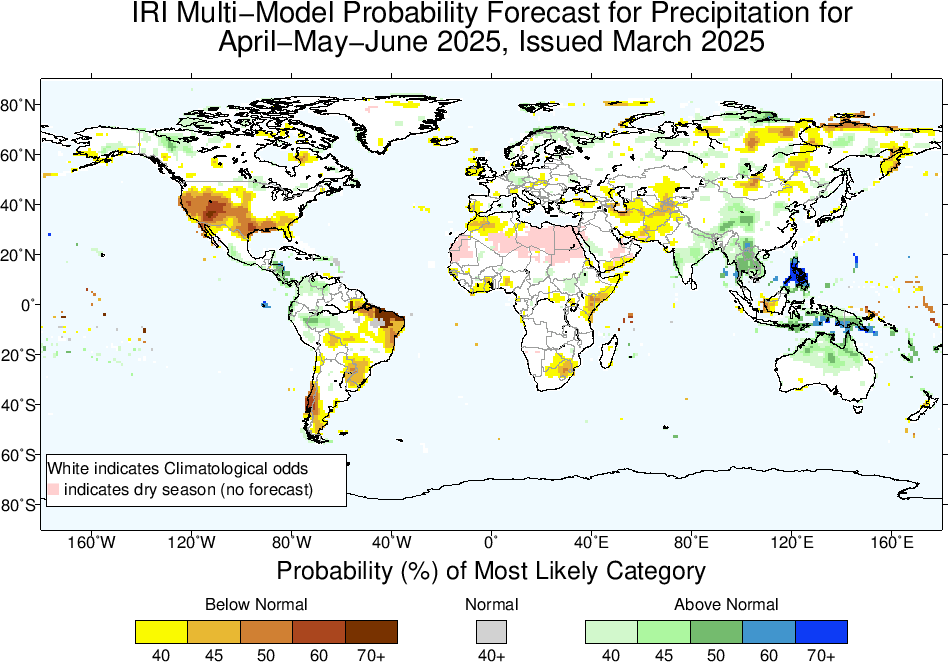 IRI Multi−Model Probability Forecast for Precipitation for
April−May−June 2025, Issued March 2025
80˚N
60˚N
40˚N
20˚N
0˚
20˚S
40˚S
60˚S
80˚S
White indicates Climatological odds
indicates dry season (no forecast)
160˚W 120˚W 80˚W 40˚W 0˚ 40˚E 80˚E 120˚E 160˚E
Probability (%) of Most Likely Category
Below Normal Normal Above Normal
40 45 50 60 70+ 40+ 40 45 50 60 70+